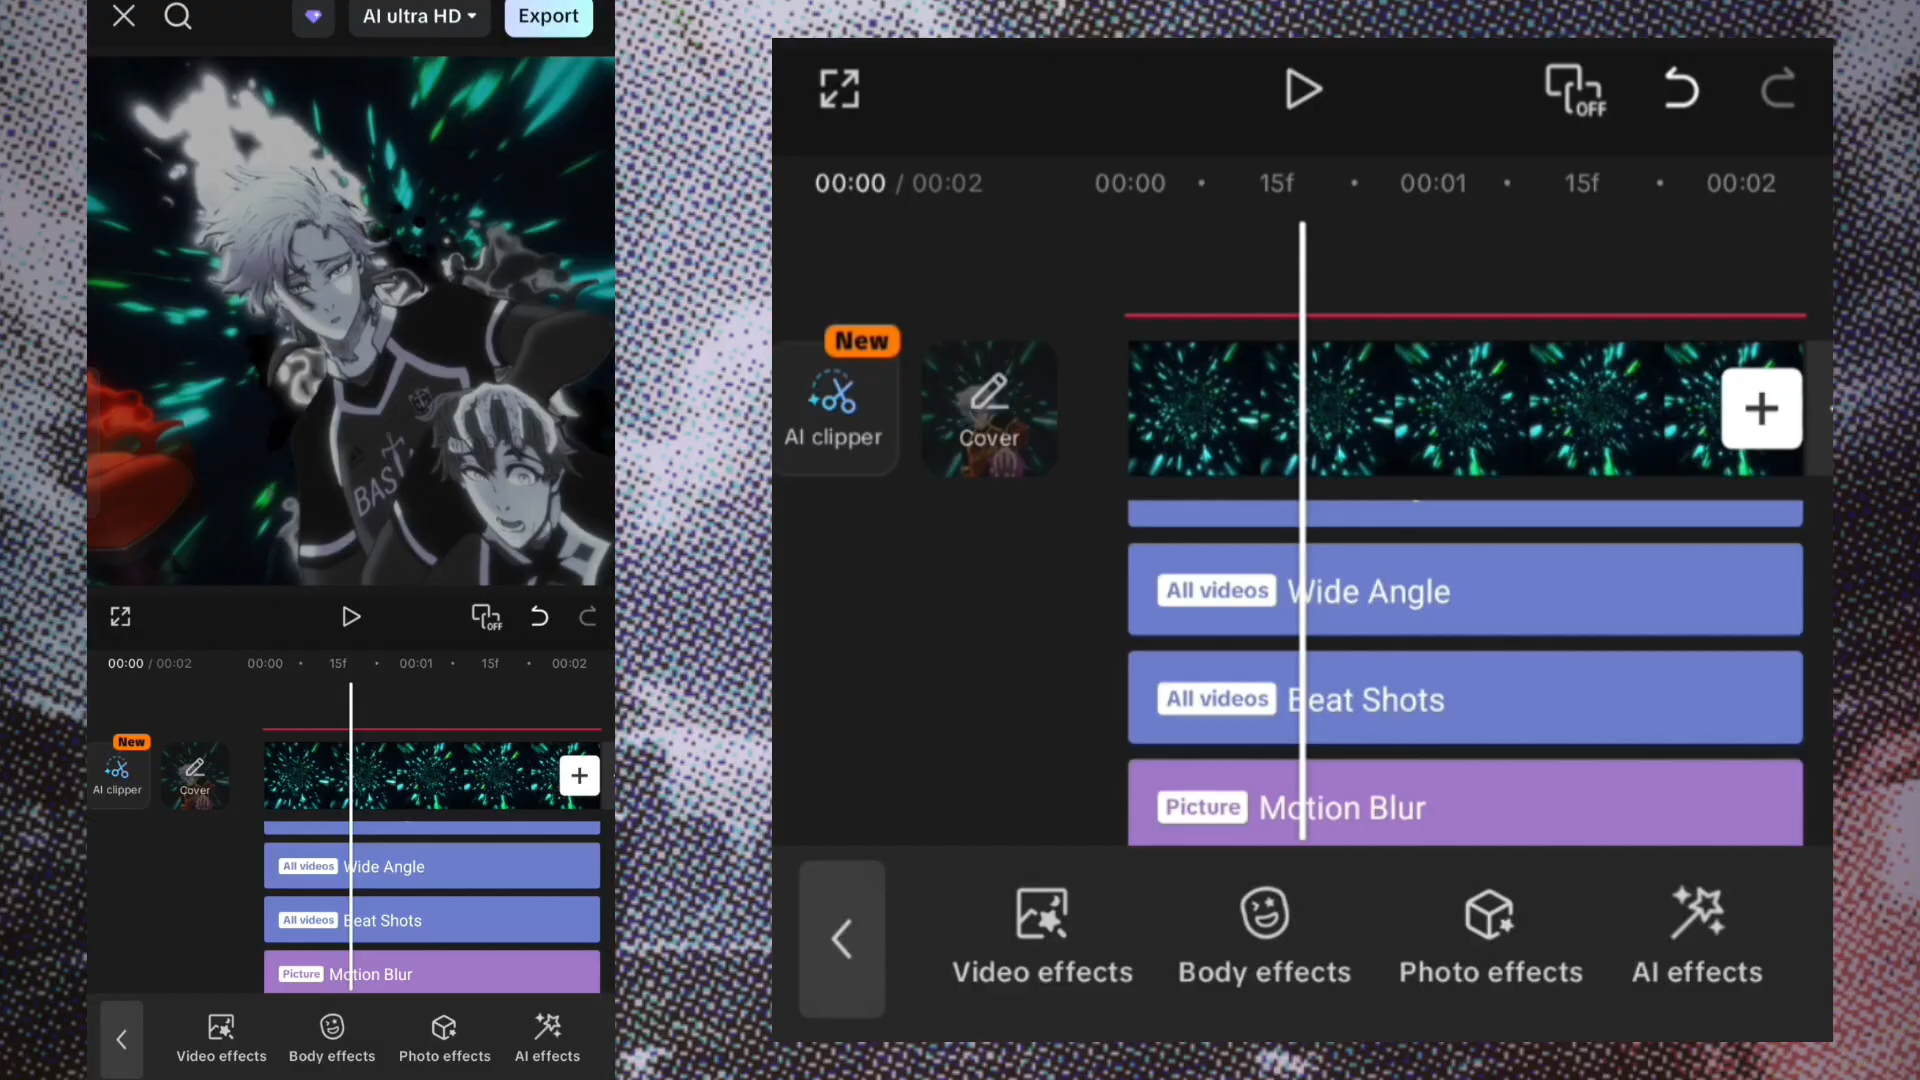 AI ultra HD
Export
BAST.
00:00 / 00:02
00:00
15f
00:01
15f
00:02
OFF
New
AI clipper
Cover
All videos
Wide Angle
All videos
Beat Shots
Picture
Motion Blur
Video effects
Body effects
Photo effects
AI effects
OFF
00:00 / 00:02
00:00
15f
00:01
15f
00:02
New
AI clipper
Cover
All videos
Wide Angle
All videos
Beat Shots
Picture
Motion Blur
Video effects
Body effects
Photo effects
AI effects